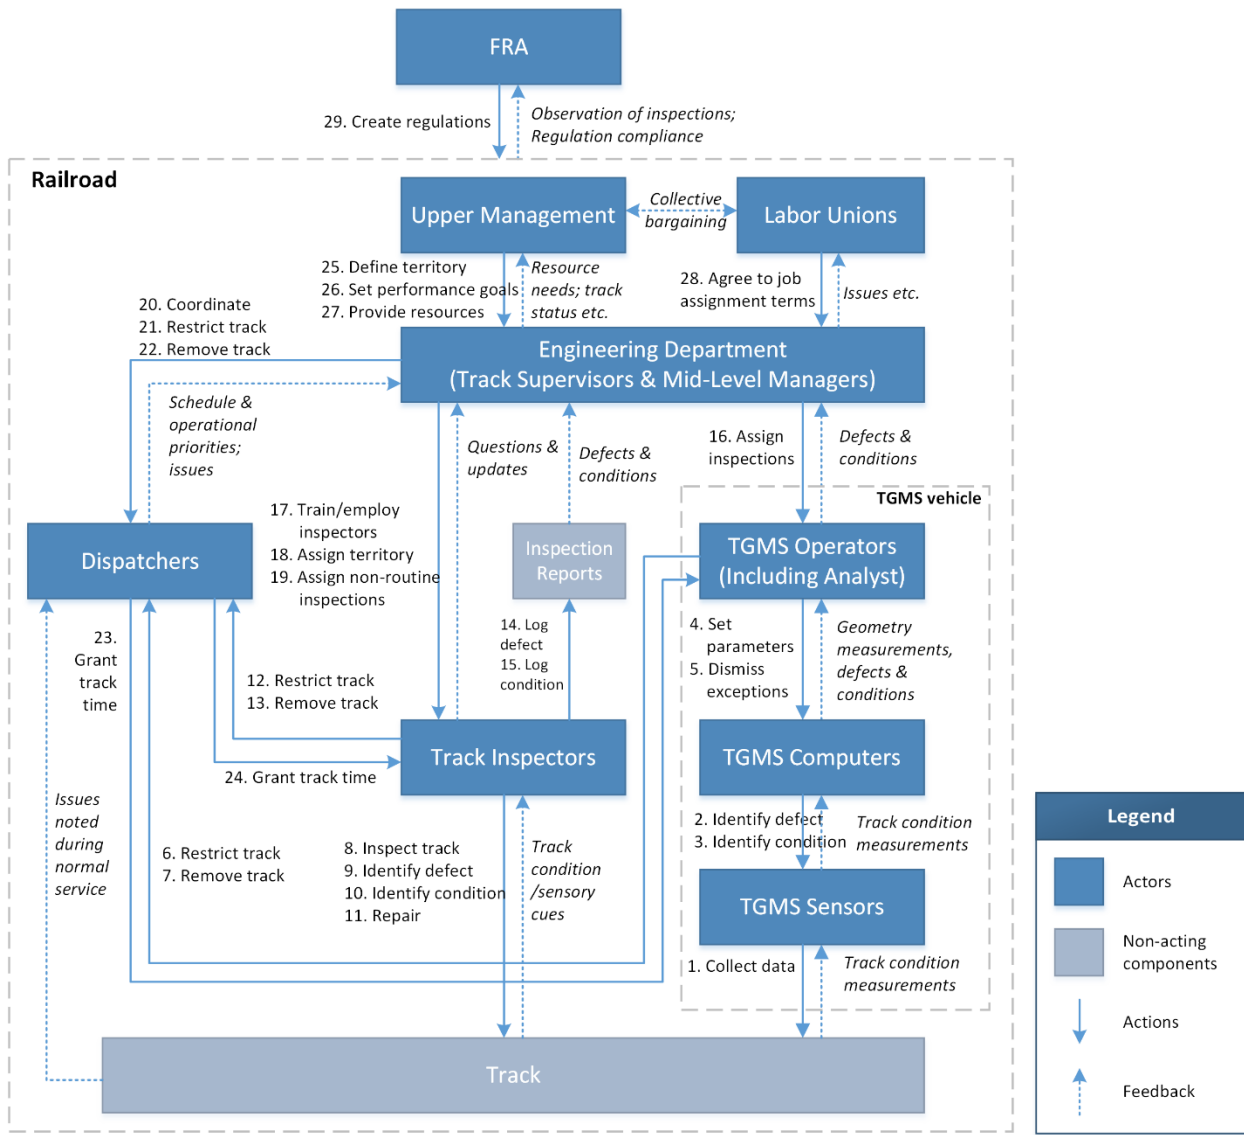 FRA
29. Create regulations
Observation of inspections;
Regulation compliance
Railroad
Upper Management
Collective
bargaining
Labor Unions
25. Define territory
26. Set performance goals
27. Provide resources
Resource
needs; track
status etc.
28. Agree to job
assignment terms
Issues etc.
20. Coordinate
21. Restrict track
22. Remove track
Engineering Department
(Track Supervisors & Mid-Level Managers)
Schedule &
operational
priorities;
issues
Questions &
updates
Defects &
conditions
16. Assign
inspections
Defects &
conditions
TGMS vehicle
17. Train/employ
inspectors
18. Assign territory
19. Assign non-routine
inspections
Dispatchers
Inspection
Reports
TGMS Operators
(Including Analyst)
23.
Grant
track
time
14. Log
defect
15. Log
condition
4. Set
parameters
5. Dismiss
exceptions
Geometry
measurements,
defects &
conditions
12. Restrict track
13. Remove track
Track Inspectors
TGMS Computers
24. Grant track time
Issues
noted
during
normal
service
6. Restrict track
7. Remove track
8. Inspect track
9. Identify defect
10. Identify condition
11. Repair
Track
condition
/sensory
cues
2. Identify defect
3. Identify condition
Track condition
measurements
TGMS Sensors
1. Collect data
Track condition
measurements
Track
Legend
Actors
Non-acting
components
Actions
Feedback